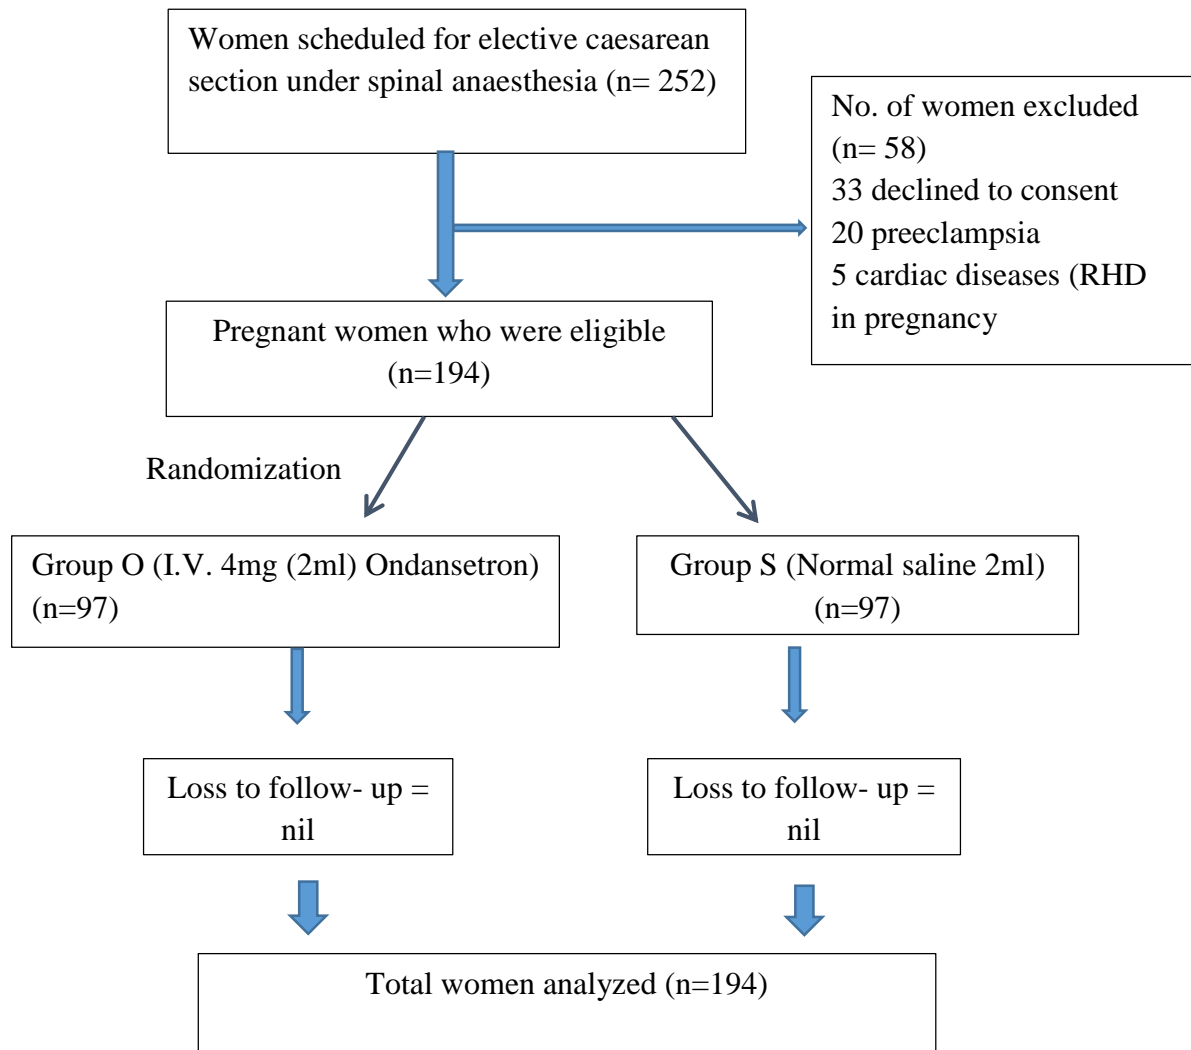 Women scheduled for elective caesarean
section under spinal anaesthesia (n= 252)
No. of women excluded
(n= 58)
33 declined to consent
20 preeclampsia
5 cardiac diseases (RHD
in pregnancy
Pregnant women who were eligible
(n=194)
Randomization
Group O (I.V. 4mg (2ml) Ondansetron)
(n=97)
Group S (Normal saline 2ml)
(n=97)
Loss to follow- up =
nil
Loss to follow- up =
nil
Total women analyzed (n=194)